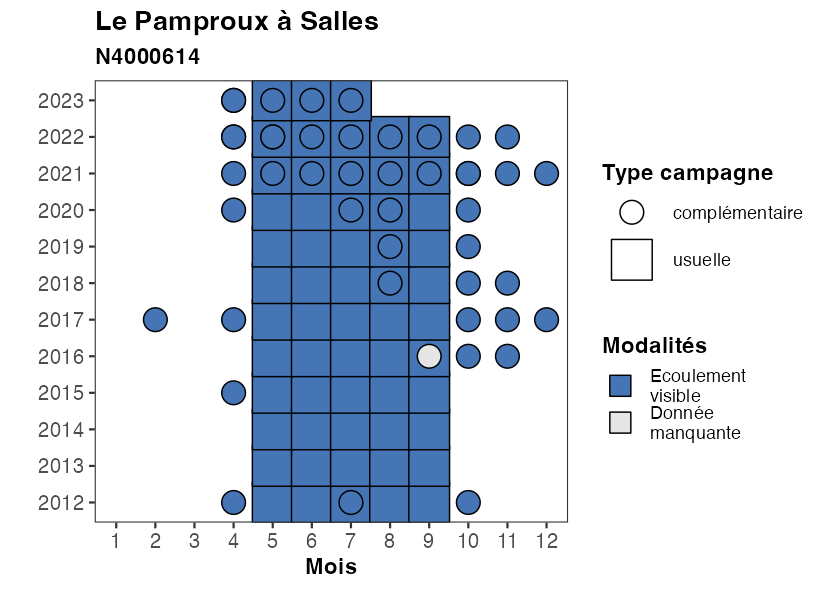 Le Pamproux à Salles
N4000614
2023
2022
2021
2020
2019
2018
2017
2016
2015
2014
2013
2012
1 2 3 4 5 6 7 8 9 10 11 12
Mois
Type campagne
complémentaire
usuelle
Modalités
Ecoulement
visible
Donnée
manquante